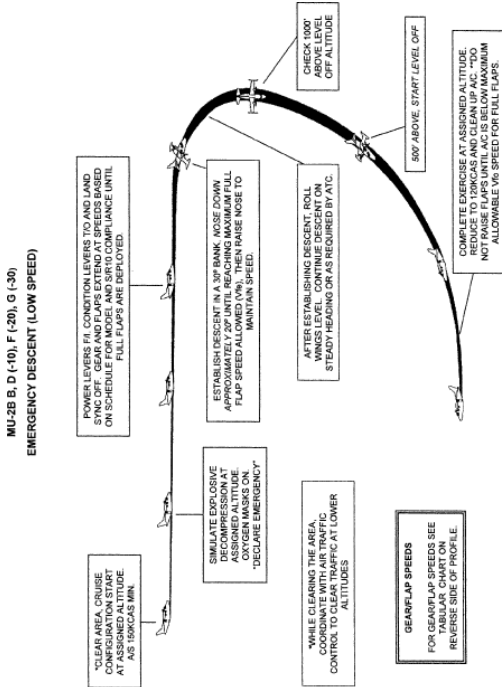 MU-2B B, D (-10), F (-20), G (-30)
EMERGENCY DESCENT (LOW SPEED)
"CLEAR AREA, CRUISE
CONFIGURATION START
AT ASSIGNED ALTITUDE.
A/S 150KCAS MIN.
SIMULATE EXPLOSIVE
DECOMPRESSION AT
ASSIGNED ALTITUDE.
OXYGEN MASKS ON.
"DECLARE EMERGENCY"
POWER LEVERS F/I. CONDITION LEVERS T/O AND LAND
SYNC OFF. GEAR AND FLAPS EXTEND AT SPEEDS BASED
ON SCHEDULE FOR MODEL AND S/R10 COMPLIANCE UNTIL
FULL FLAPS ARE DEPLOYED.
ESTABLISH DESCENT IN A 30º BANK. NOSE DOWN
APPROXIMATELY 20º UNTIL REACHING MAXIMUM FULL
FLAP SPEED ALLOWED (Vfe), THEN RAISE NOSE TO
MAINTAIN SPEED.
CHECK 1000'
ABOVE LEVEL
OFF ALTITUDE
AFTER ESTABLISHING DESCENT, ROLL
WINGS LEVEL. CONTINUE DESCENT ON
STEADY HEADING OR AS REQUIRED BY ATC.
500' ABOVE, START LEVEL OFF
COMPLETE EXERCISE AT ASSIGNED ALTITUDE.
REDUCE TO 120KCAS AND CLEAN UP A/C. **DO
NOT RAISE FLAPS UNTIL A/C IS BELOW MAXIMUM
ALLOWABLE Vfo SPEED FOR FULL FLAPS.
"WHILE CLEARING THE AREA,
COORDINATE WITH AIR TRAFFIC
CONTROL TO CLEAR TRAFFIC AT LOWER
ALTITUDES
GEAR/FLAP SPEEDS
FOR GEAR/FLAP SPEEDS SEE
TABULAR CHART ON
REVERSE SIDE OF PROFILE.